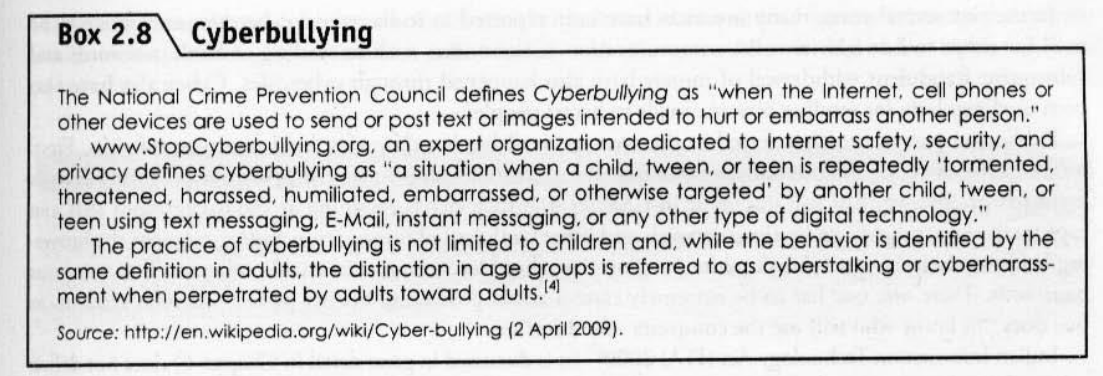 Box 2.8 Cyberbullying
The National Crime Prevention Council defines Cyberbullying as "when the Internet, cell phones or
other devices are used to send or post text or images intended to hurt or embarrass another person."
www.StopCyberbullying.org, an expert organization dedicated to Internet safety, security, and
privacy defines cyberbullying as "a situation when a child, tween, or teen is repeatedly 'tormented,
threatened, harassed, humiliated, embarrassed, or otherwise targeted' by another child, tween, or
teen using text messaging, E-Mail, instant messaging, or any other type of digital technology."
The practice of cyberbullying is not limited to children and, while the behavior is identified by the
same definition in adults, the distinction in age groups is referred to as cyberstalking or cyberharass-
ment when perpetrated by adults toward adults.[4]
Source: http://en.wikipedia.org/wiki/Cyber-bullying (2 April 2009).